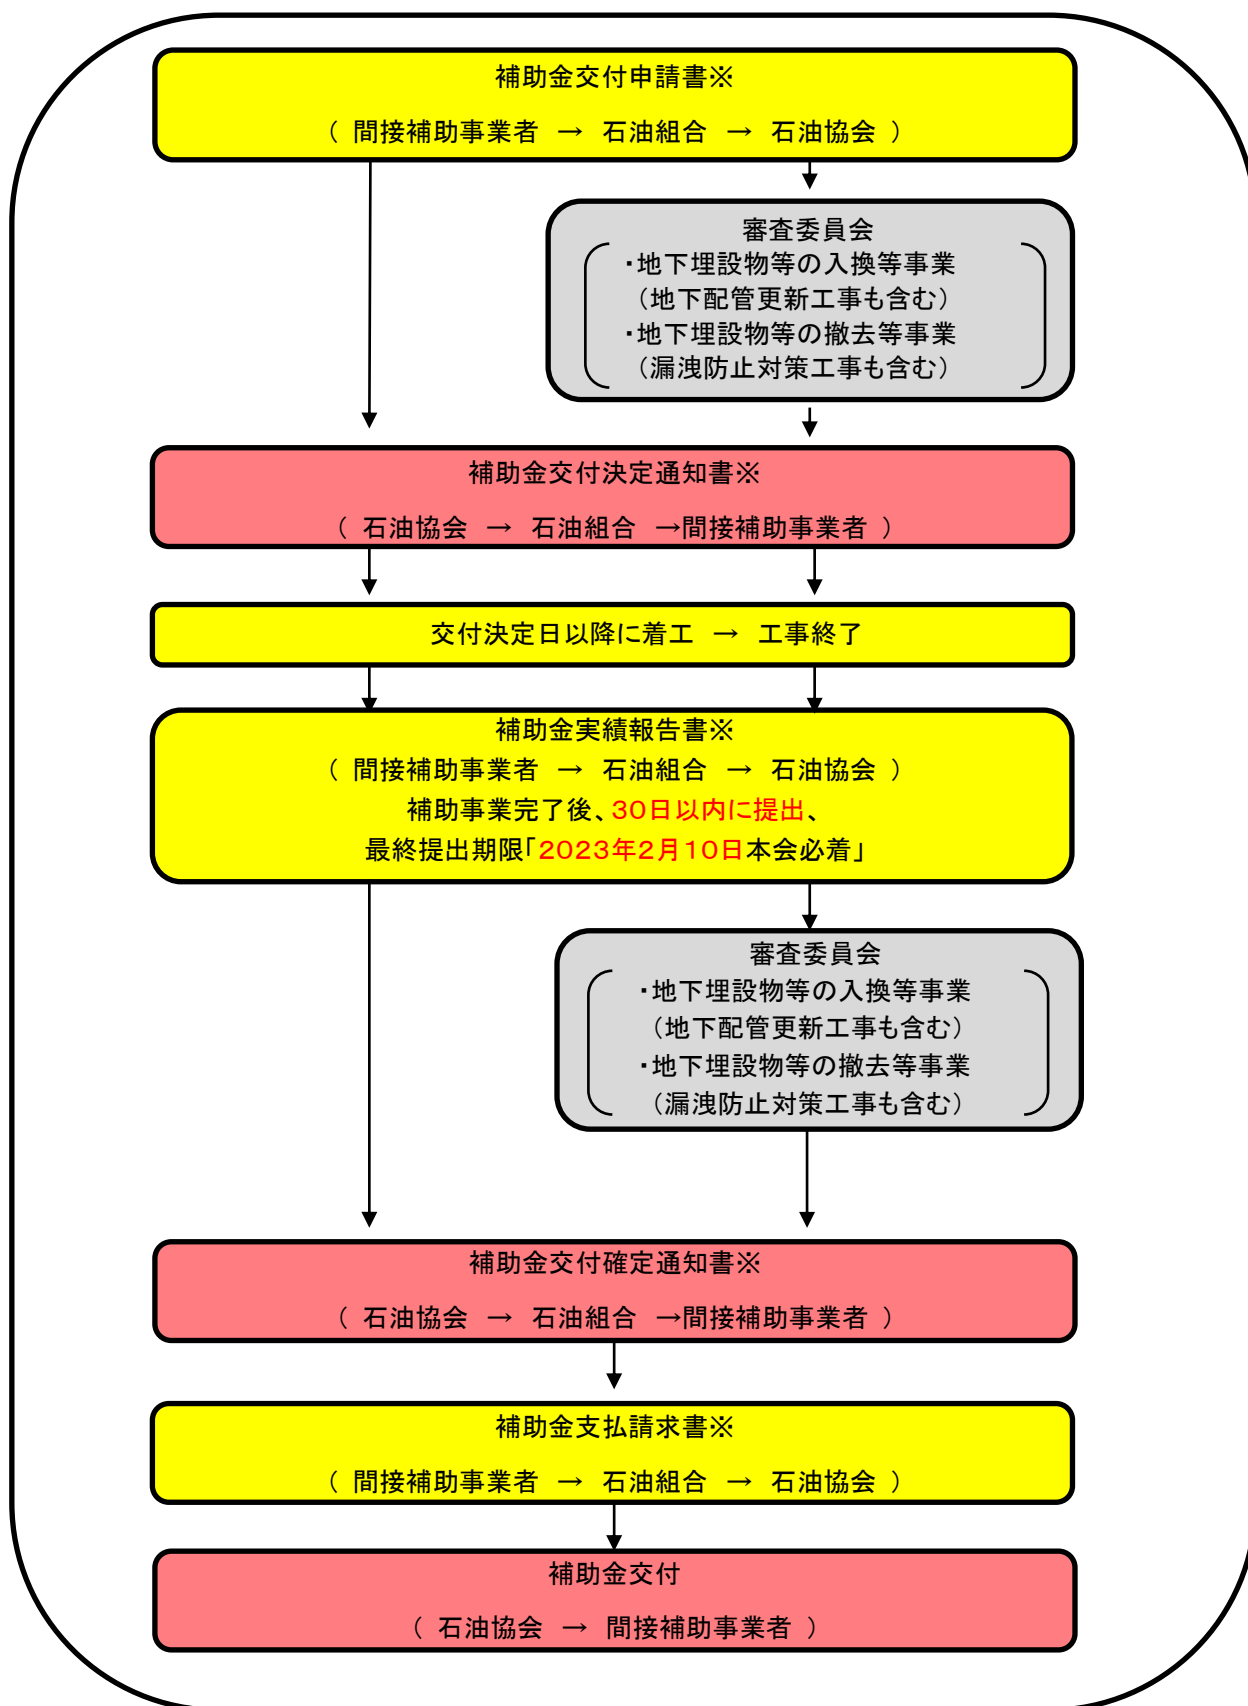 補助金交付申請書※
（ 間接補助事業者 → 石油組合 → 石油協会 ）
審査委員会
・地下埋設物等の入換等事業
（地下配管更新工事も含む）
・地下埋設物等の撤去等事業
（漏洩防止対策工事も含む）
補助金交付決定通知書※
（ 石油協会 → 石油組合 →間接補助事業者 ）
交付決定日以降に着工 → 工事終了
補助金実績報告書※
（ 間接補助事業者 → 石油組合 → 石油協会 ）
補助事業完了後、30日以内に提出、
最終提出期限「2023年2月10日本会必着」
審査委員会
・地下埋設物等の入換等事業
（地下配管更新工事も含む）
・地下埋設物等の撤去等事業
（漏洩防止対策工事も含む）
補助金交付確定通知書※
（ 石油協会 → 石油組合 →間接補助事業者 ）
補助金支払請求書※
（ 間接補助事業者 → 石油組合 → 石油協会 ）
補助金交付
（ 石油協会 → 間接補助事業者 ）